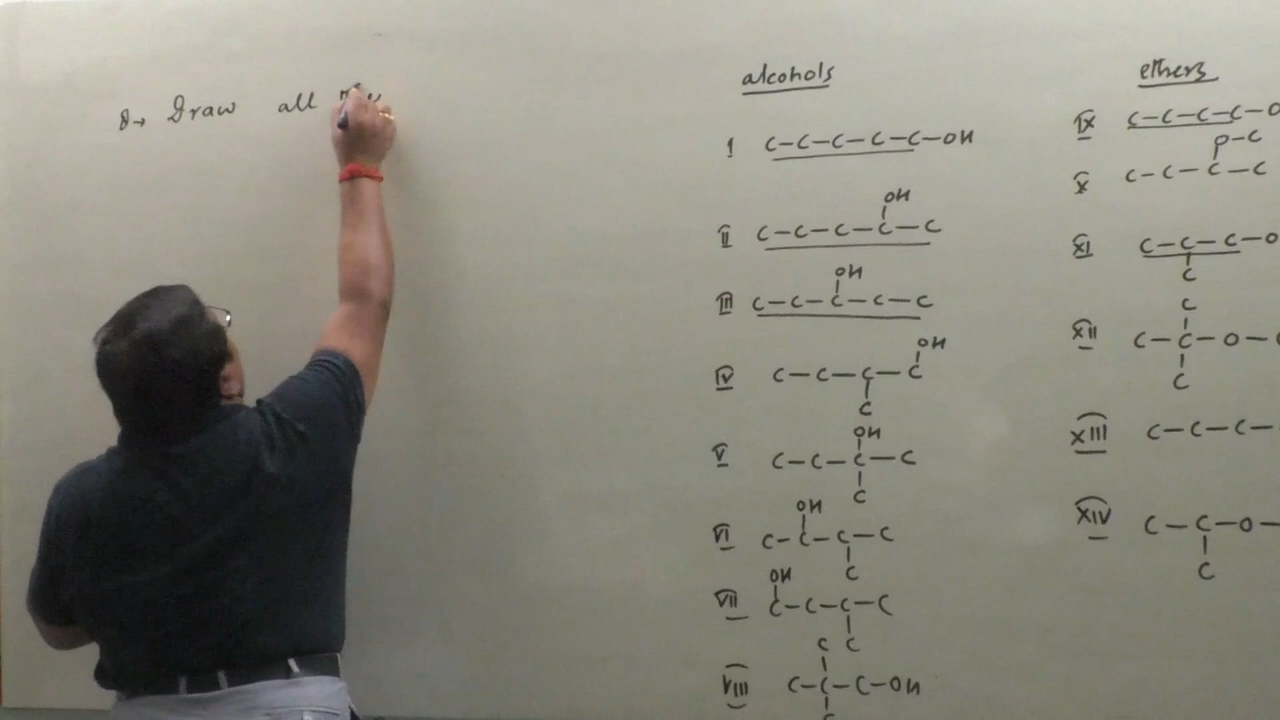 Q→ Draw all
alcohols
I C-C-C-C-C-OH
OH
II C-C-C-C-C
OH
III C-C-C-C-C
OH
IV C-C-C-C
C
OH
V C-C-C-C
C
OH
VI C-C-C-C
C
OH
VII C-C-C-C
C
C
VIII C-C-C-OH
C
ethers
IX C-C-C-C-O
O-C
X C-C-C-C
XI C-C-C-O
C
C
XII C-C-O-
C
XIII C-C-C-
XIV C-C-O-
C